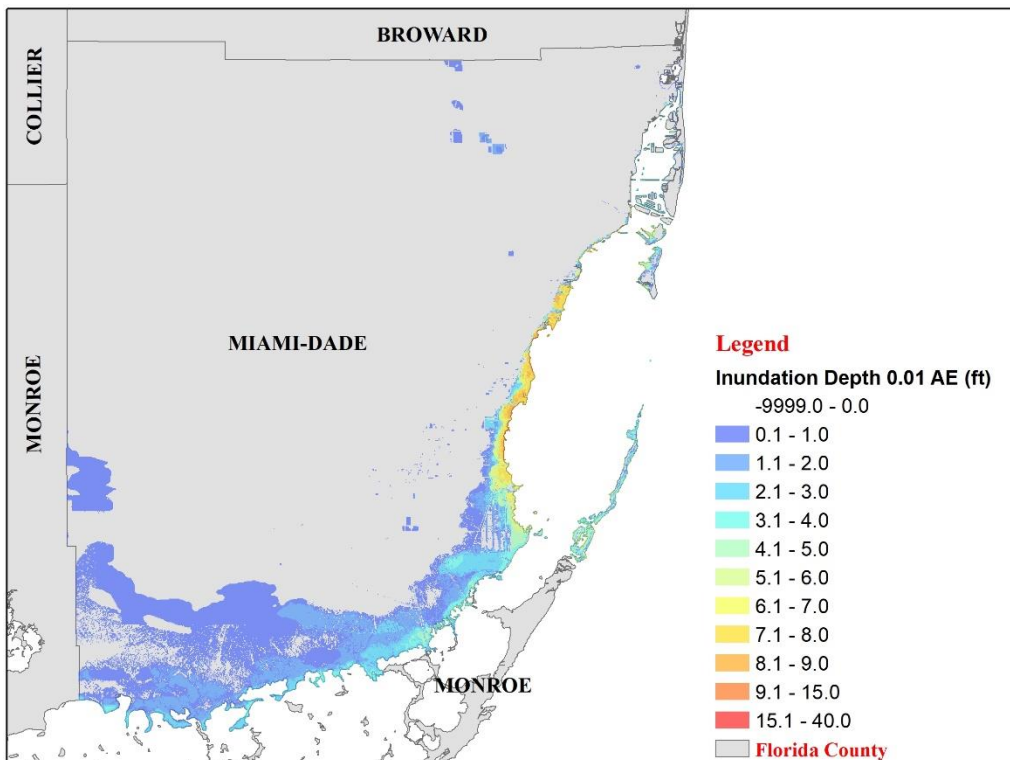 BROWARD
COLLIER
MIAMI-DADE
MONROE
MONROE
Legend
Inundation Depth 0.01 AE (ft)
-9999.0 - 0.0
0.1 - 1.0
1.1 - 2.0
2.1 - 3.0
3.1 - 4.0
4.1 - 5.0
5.1 - 6.0
6.1 - 7.0
7.1 - 8.0
8.1 - 9.0
9.1 - 15.0
15.1 - 40.0
Florida County